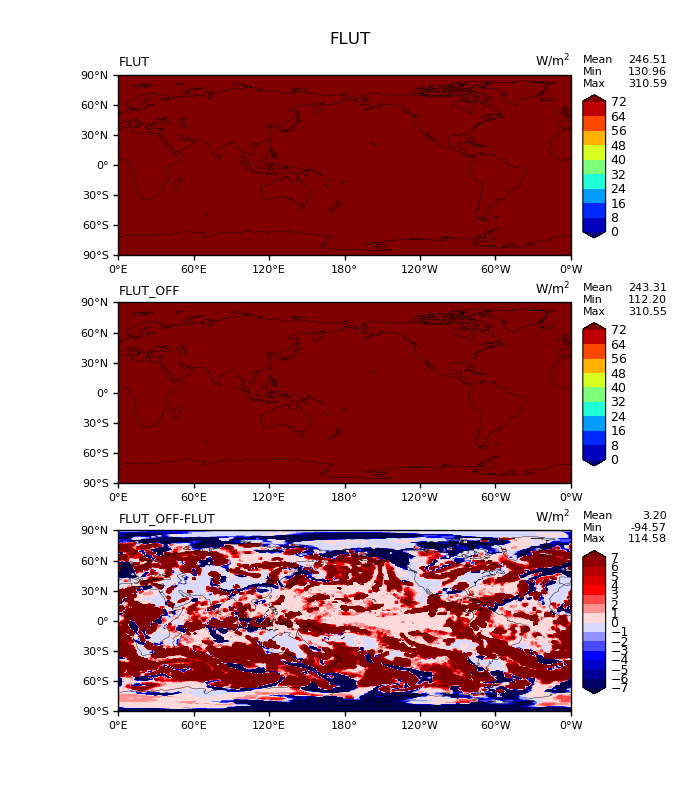 FLUT
FLUT W/m²
Mean 246.51
Min 130.96
Max 310.59
90°N
60°N
30°N
0°
30°S
60°S
90°S
0°E 60°E 120°E 180° 120°W 60°W 0°W
72
64
56
48
40
32
24
16
8
0
FLUT_OFF W/m²
Mean 243.31
Min 112.20
Max 310.55
90°N
60°N
30°N
0°
30°S
60°S
90°S
0°E 60°E 120°E 180° 120°W 60°W 0°W
72
64
56
48
40
32
24
16
8
0
FLUT_OFF-FLUT W/m²
Mean 3.20
Min -94.57
Max 114.58
90°N
60°N
30°N
0°
30°S
60°S
90°S
0°E 60°E 120°E 180° 120°W 60°W 0°W
7
6
5
4
3
2
1
0
−1
−2
−3
−4
−5
−6
−7